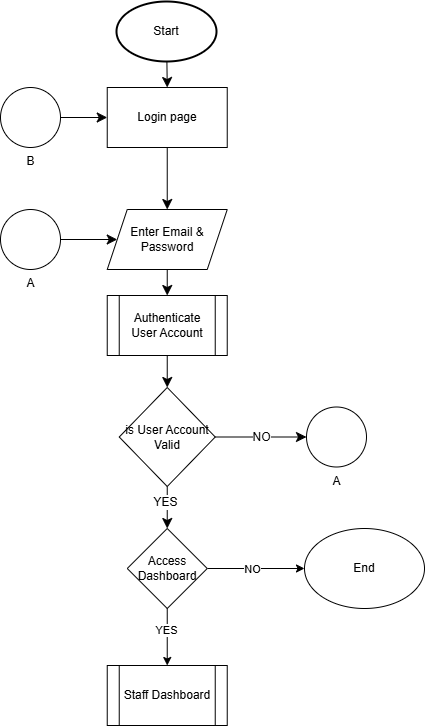 Start
Login page
B
Enter Email &
Password
A
Authenticate
User Account
is User Account
Valid
NO
A
YES
Access
Dashboard
NO
End
YES
Staff Dashboard